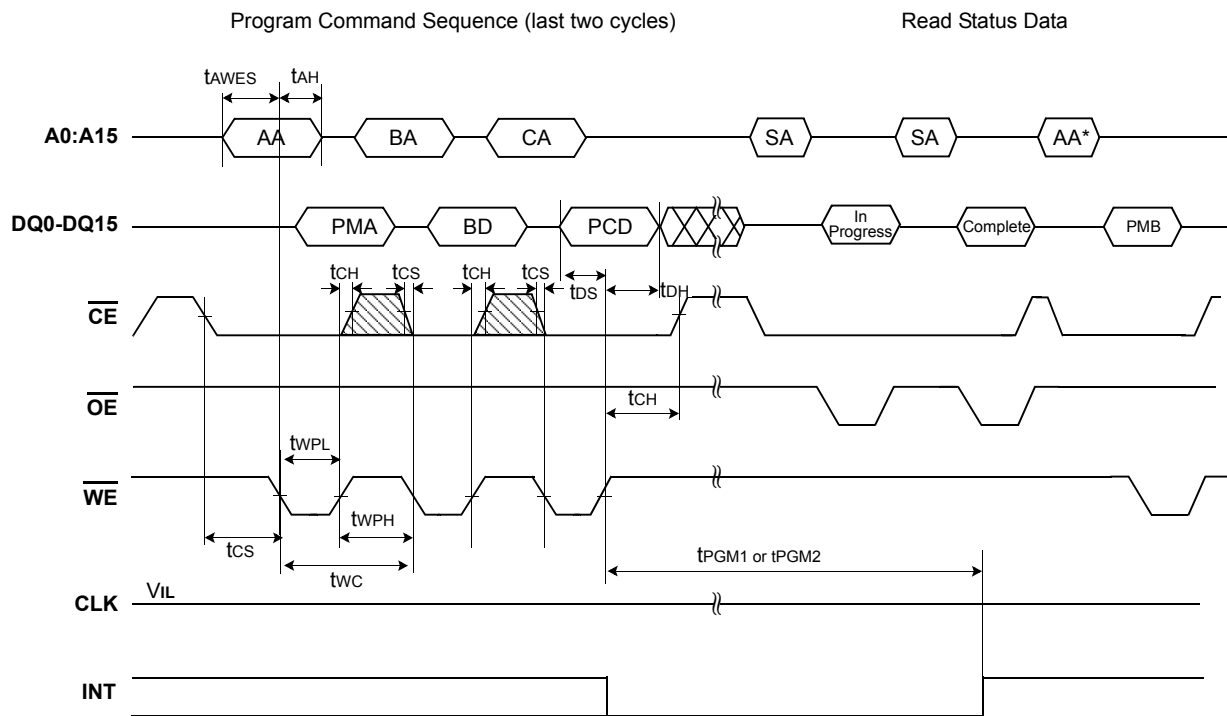 Program Command Sequence (last two cycles) Read Status Data
tAWES tAH
A0:A15 AA BA CA SA SA AA*
DQ0-DQ15 PMA BD PCD In Progress Complete PMB
tCH tCS tCH tCS tDS tDH
CE
OE
tCH
tWPL
WE
tWPH
tCS
tWC
tPGM1 or tPGM2
CLK VIL
INT